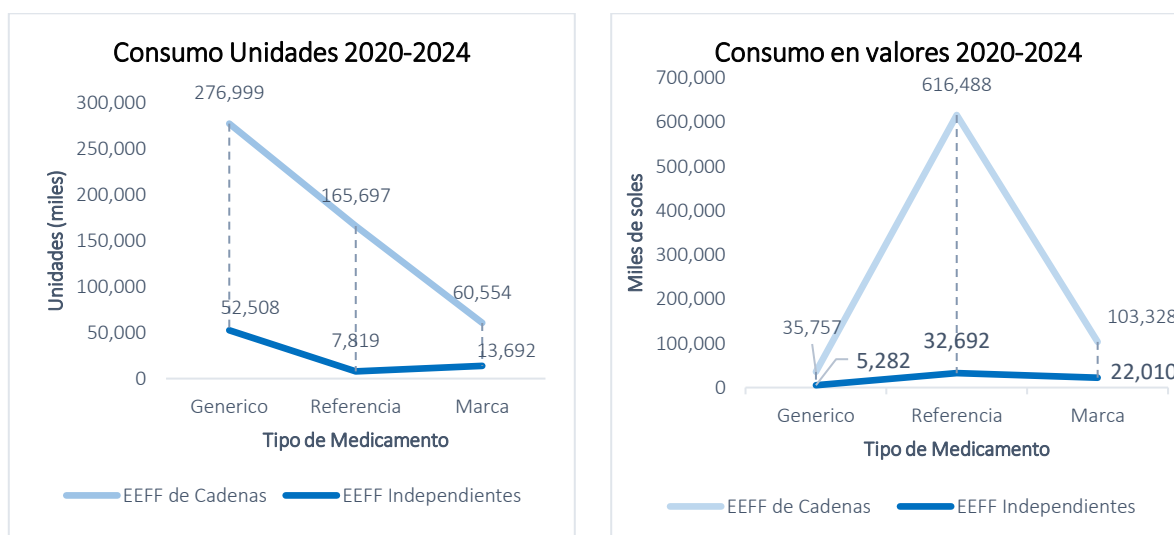 Consumo Unidades 2020-2024
276,999
300,000
250,000
200,000
165,697
150,000
100,000
60,554
52,508
50,000
7,819
13,692
0
Unidades (miles)
Generico Referencia Marca
Tipo de Medicamento
EEFF de Cadenas EEFF Independientes
Consumo en valores 2020-2024
700,000
616,488
600,000
500,000
400,000
300,000
200,000
103,328
35,757
100,000
32,692
5,282
22,010
0
Miles de soles
Generico Referencia Marca
Tipo de Medicamento
EEFF de Cadenas EEFF Independientes